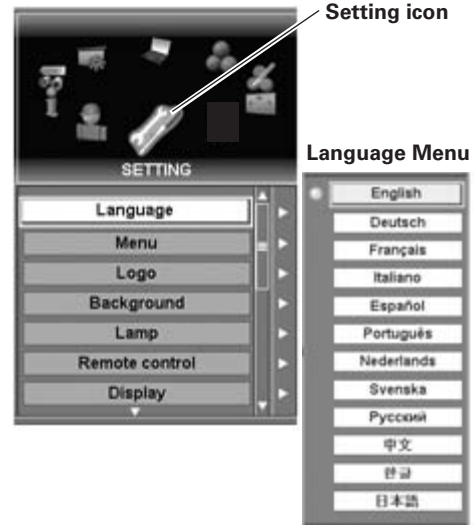 Setting icon
SETTING
Language
Menu
Logo
Background
Lamp
Remote control
Display
Language Menu
English
Deutsch
Français
Italiano
Español
Português
Nederlands
Svenska
Русский
中文
한글
日本語